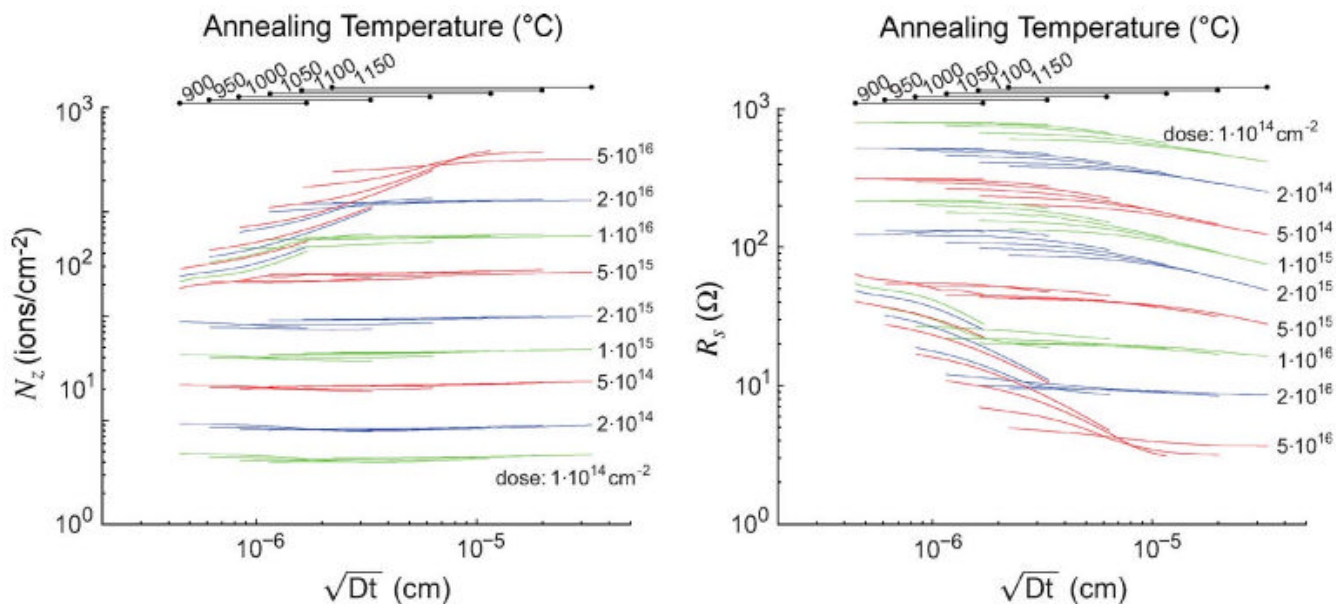 Annealing Temperature (°C)
900 950 1000 1050 1100 1150
10³
10²
10¹
10⁰
N_z (ions/cm⁻²)
5·10¹⁶
2·10¹⁶
1·10¹⁶
5·10¹⁵
2·10¹⁵
1·10¹⁵
5·10¹⁴
2·10¹⁴
dose: 1·10¹⁴ cm⁻²
10⁻⁶ 10⁻⁵
√Dt (cm)
Annealing Temperature (°C)
900 950 1000 1050 1100 1150
10³
10²
10¹
10⁰
R_s (Ω)
dose: 1·10¹⁴ cm⁻²
2·10¹⁴
5·10¹⁴
1·10¹⁵
2·10¹⁵
5·10¹⁵
1·10¹⁶
2·10¹⁶
5·10¹⁶
10⁻⁶ 10⁻⁵
√Dt (cm)